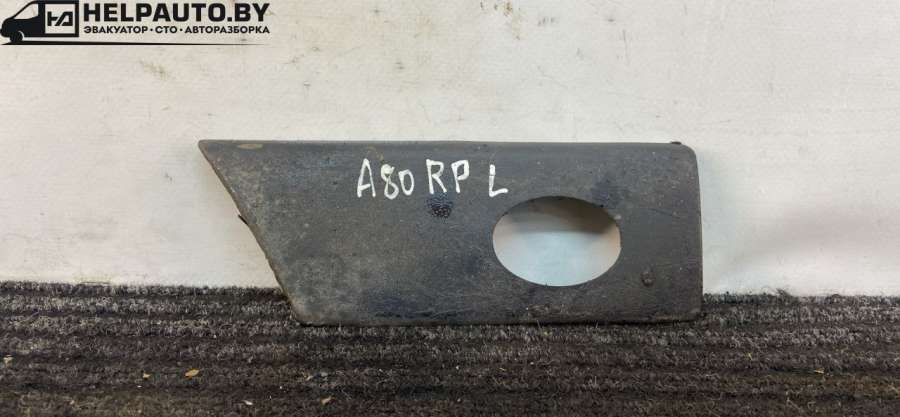 HELPAUTO.BY
ЭВАКУАТОР • СТО • АВТОРАЗБОРКА
A80 RP L